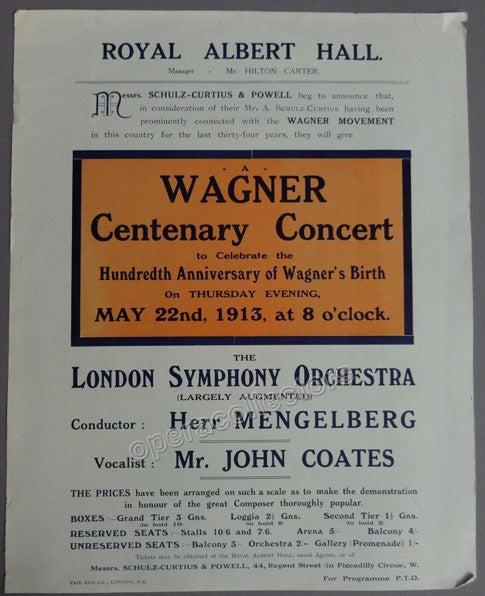 ROYAL ALBERT HALL.
Manager - Mr. HILTON CARTER.
Messrs. SCHULZ-CURTIUS & POWELL beg to announce that,
in consideration of their Mr. A. SCHULZ-CURTIUS having been
prominently connected with the WAGNER MOVEMENT
in this country for the last thirty-four years, they will give
- A -
WAGNER
Centenary Concert
to Celebrate the
Hundredth Anniversary of Wagner's Birth
On THURSDAY EVENING,
MAY 22nd, 1913, at 8 o'clock.
THE
LONDON SYMPHONY ORCHESTRA
(LARGELY AUGMENTED)
Conductor : Herr MENGELBERG
operacollectors
Vocalist : Mr. JOHN COATES
THE PRICES have been arranged on such a scale as to make the demonstration
in honour of the great Composer thoroughly popular.
BOXES:—Grand Tier 3 Gns. Loggia 2½ Gns. Second Tier 1½ Gns.
(to hold 10) (to hold 8) (to hold 5)
RESERVED SEATS:—Stalls 10/6 and 7/6. Arena 5/- Balcony 4/-
UNRESERVED SEATS:—Balcony 3/- Orchestra 2/- Gallery (Promenade) 1/-
Tickets may be obtained at the ROYAL ALBERT HALL, usual Agents, or of
Messrs. SCHULZ-CURTIUS & POWELL, 44, Regent Street (in Piccadilly Circus), W.
VAIL AND CO., LONDON, E.C.
For Programme P.T.O.